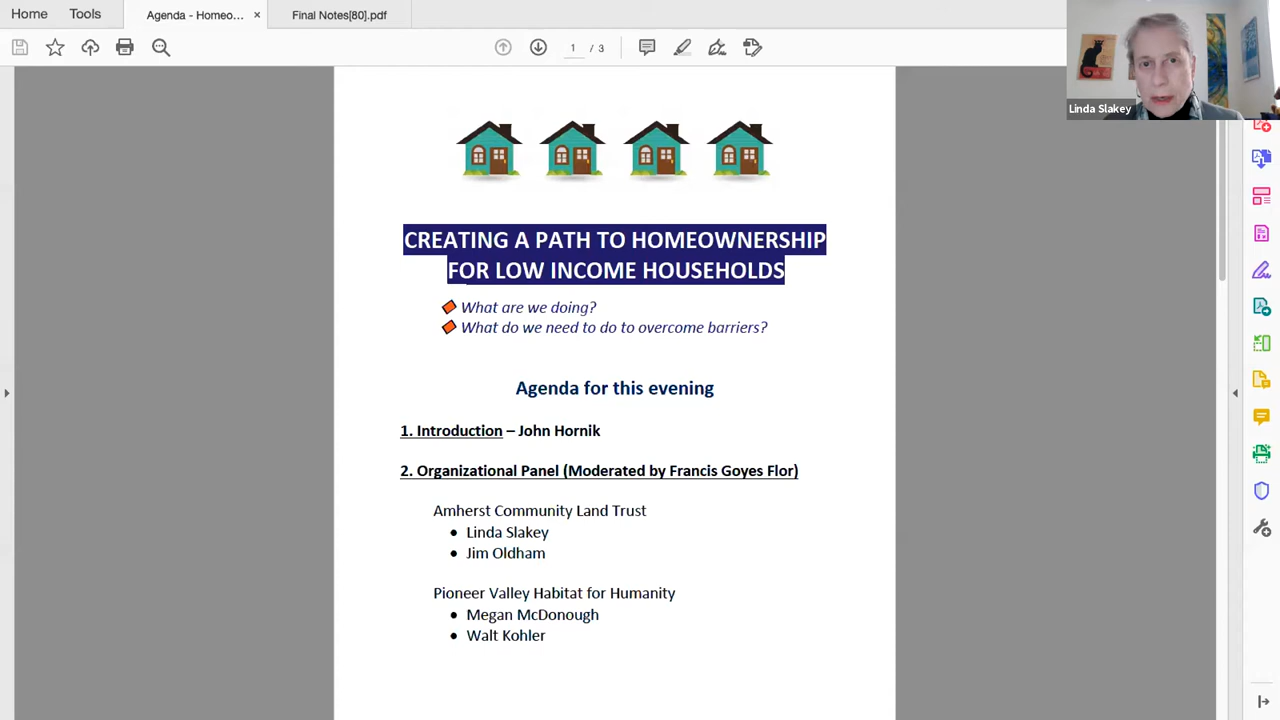 Home
Tools
Agenda - Homeo...
×
Final Notes[80].pdf
1 / 3
Linda Slakey
CREATING A PATH TO HOMEOWNERSHIP
FOR LOW INCOME HOUSEHOLDS
What are we doing?
What do we need to do to overcome barriers?
Agenda for this evening
1. Introduction – John Hornik
2. Organizational Panel (Moderated by Francis Goyes Flor)
Amherst Community Land Trust
• Linda Slakey
• Jim Oldham
Pioneer Valley Habitat for Humanity
• Megan McDonough
• Walt Kohler